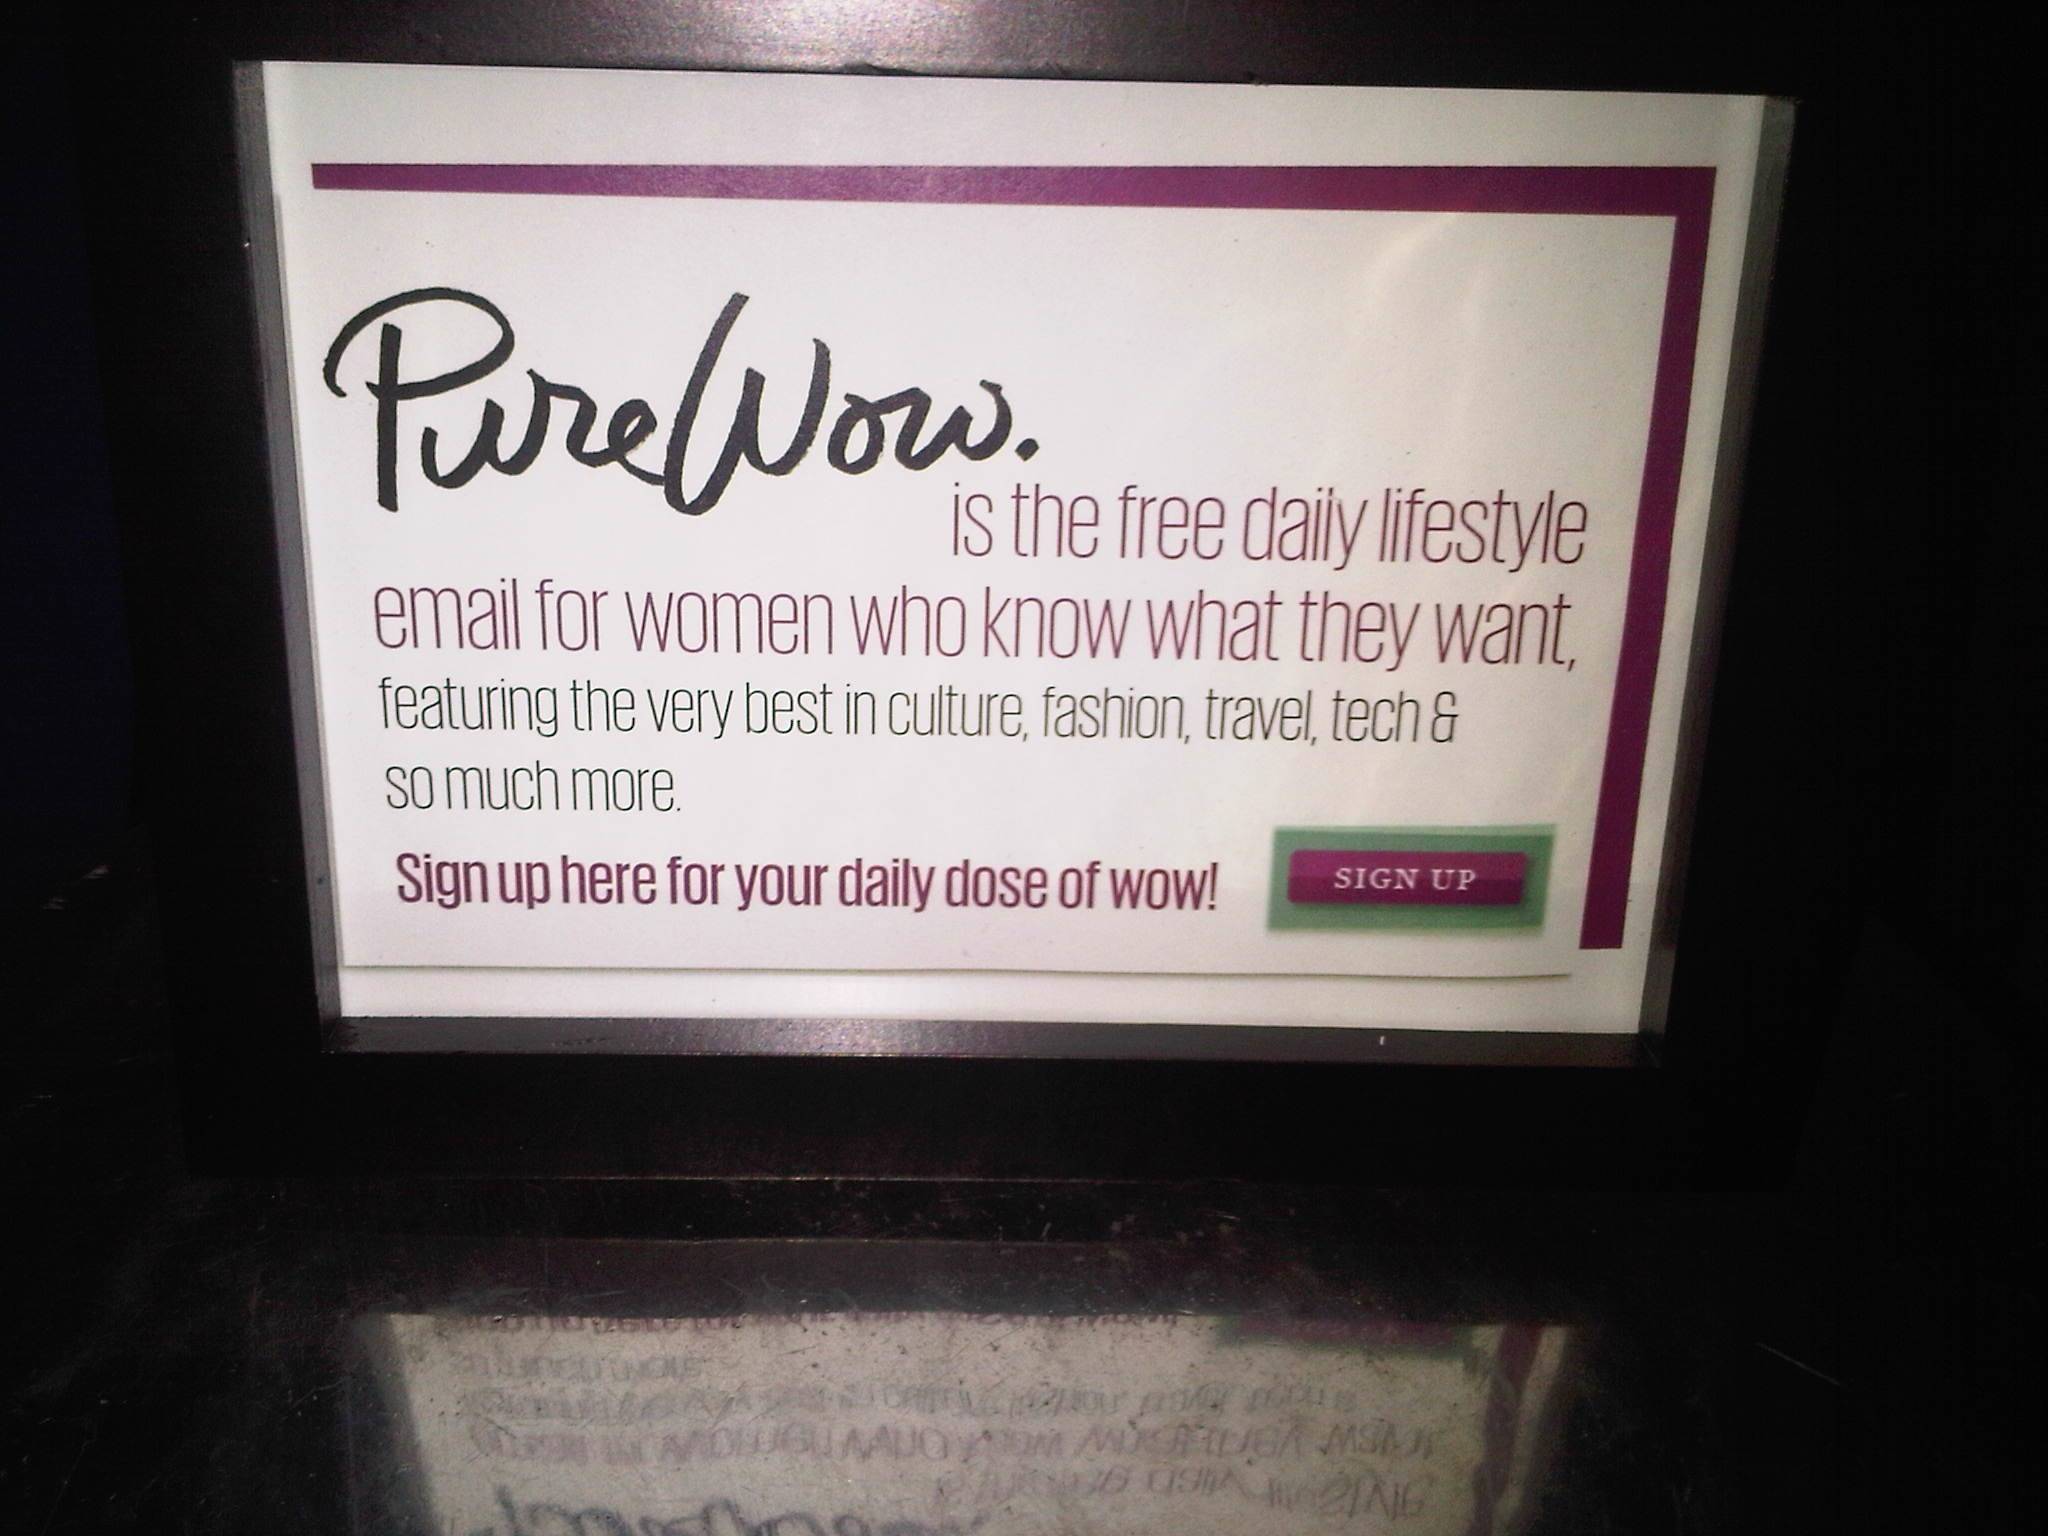 PureWow.
is the free daily lifestyle
email for women who know what they want,
featuring the very best in culture, fashion, travel, tech &
so much more.
Sign up here for your daily dose of wow!
SIGN UP